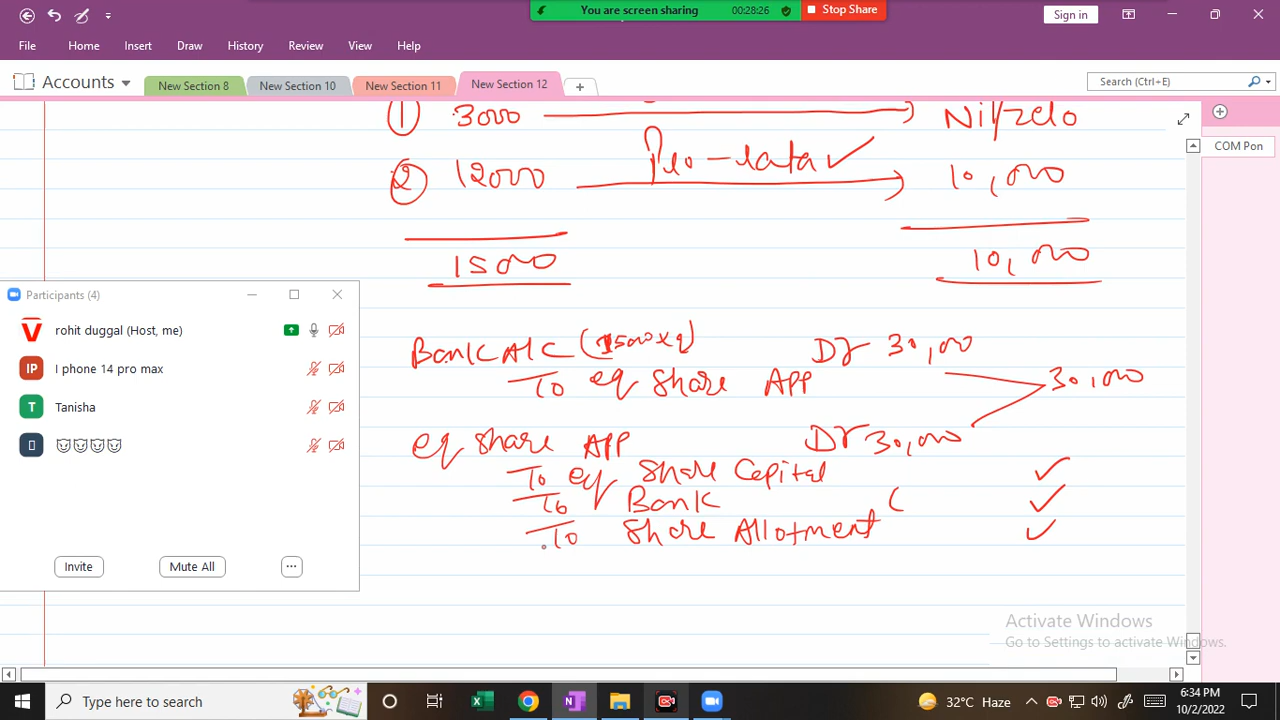 You are screen sharing 00:28:26 Stop Share
Sign in
File Home Insert Draw History Review View Help
Accounts New Section 8 New Section 10 New Section 11 New Section 12 Search (Ctrl+E)
COM Pon
① 3000 Nil/zelo
Pro-rata ✓
② 12000 10,000
15000 10,000
Participants (4)
rohit duggal (Host, me)
IP I phone 14 pro max
T Tanisha
Invite Mute All ...
Bank A/C (15000x2) Dr 30,000
To eq Share APP 30,000
eq Share APP Dr 30,000
To eq Share Capital ✓
To Bank ( ✓
To Share Allotment ✓
Activate Windows
Go to Settings to activate Windows.
Type here to search
32°C Haze
6:34 PM
10/2/2022